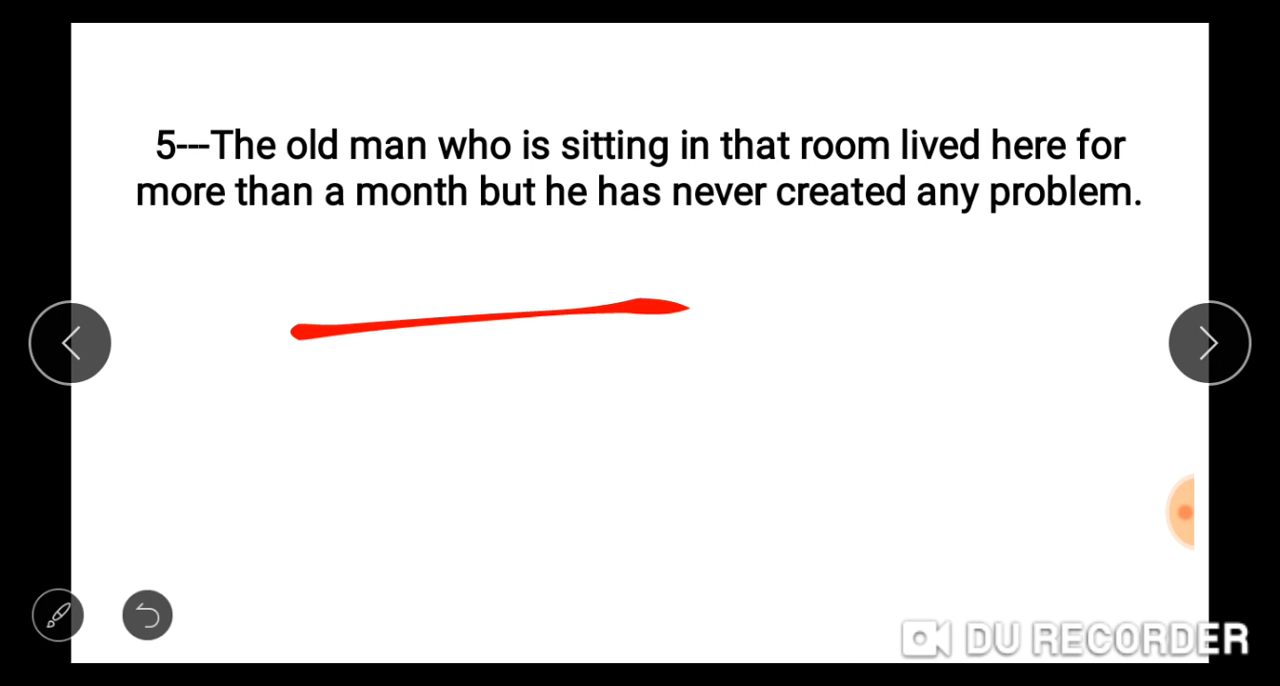 5---The old man who is sitting in that room lived here for
more than a month but he has never created any problem.
DU RECORDER